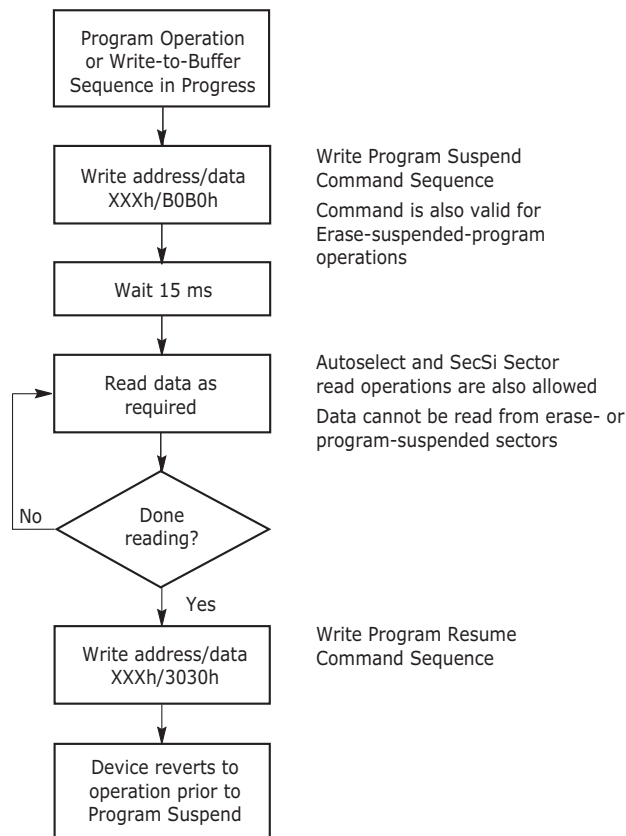 Program Operation
or Write-to-Buffer
Sequence in Progress
Write address/data
XXXh/B0B0h
Write Program Suspend
Command Sequence
Command is also valid for
Erase-suspended-program
operations
Wait 15 ms
Read data as
required
Autoselect and SecSi Sector
read operations are also allowed
Data cannot be read from erase- or
program-suspended sectors
No
Done
reading?
Yes
Write address/data
XXXh/3030h
Write Program Resume
Command Sequence
Device reverts to
operation prior to
Program Suspend